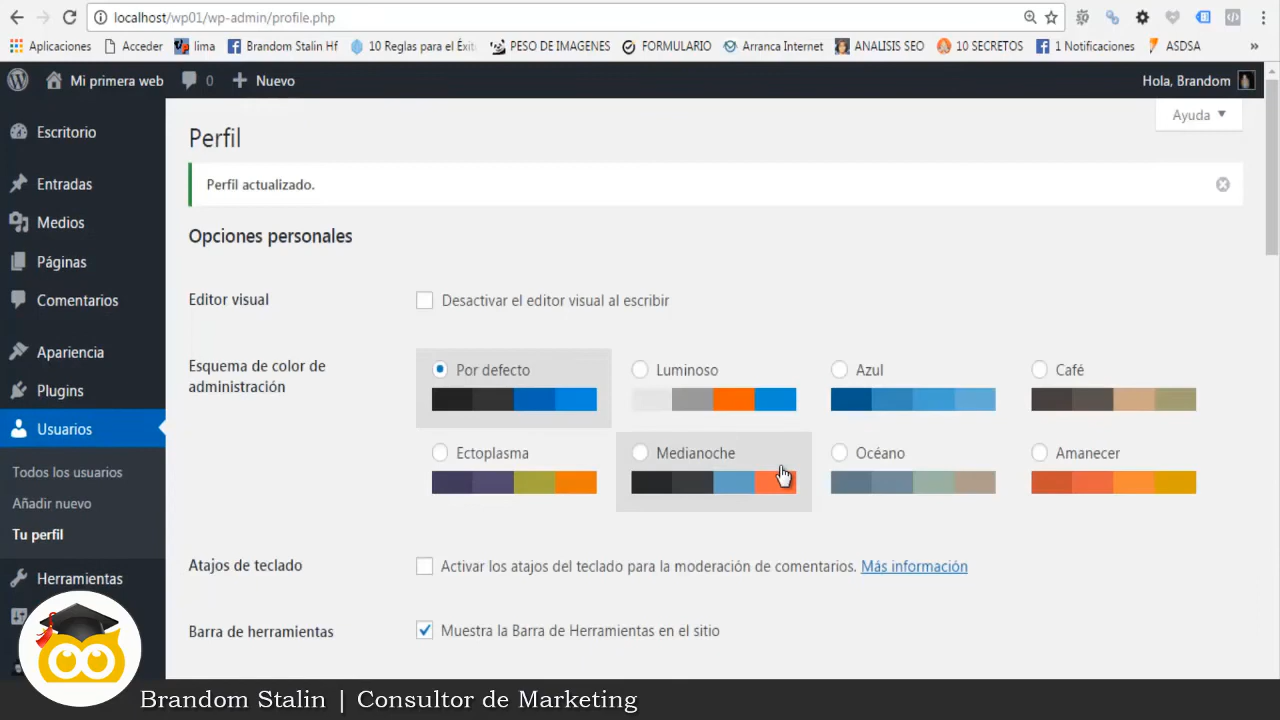 localhost/wp01/wp-admin/profile.php
Aplicaciones Acceder lima Brandom Stalin Hf 10 Reglas para el Éxit PESO DE IMAGENES FORMULARIO Arranca Internet ANALISIS SEO 10 SECRETOS 1 Notificaciones ASDSA »
Mi primera web 0 Nuevo Hola, Brandom
Ayuda
Escritorio
Entradas
Medios
Páginas
Comentarios
Apariencia
Plugins
Usuarios
Todos los usuarios
Añadir nuevo
Tu perfil
Herramientas
Perfil
Perfil actualizado.
Opciones personales
Editor visual Desactivar el editor visual al escribir
Esquema de color de
administración
Por defecto Luminoso Azul Café
Ectoplasma Medianoche Océano Amanecer
Atajos de teclado Activar los atajos del teclado para la moderación de comentarios. Más información
Barra de herramientas Muestra la Barra de Herramientas en el sitio
Brandom Stalin | Consultor de Marketing